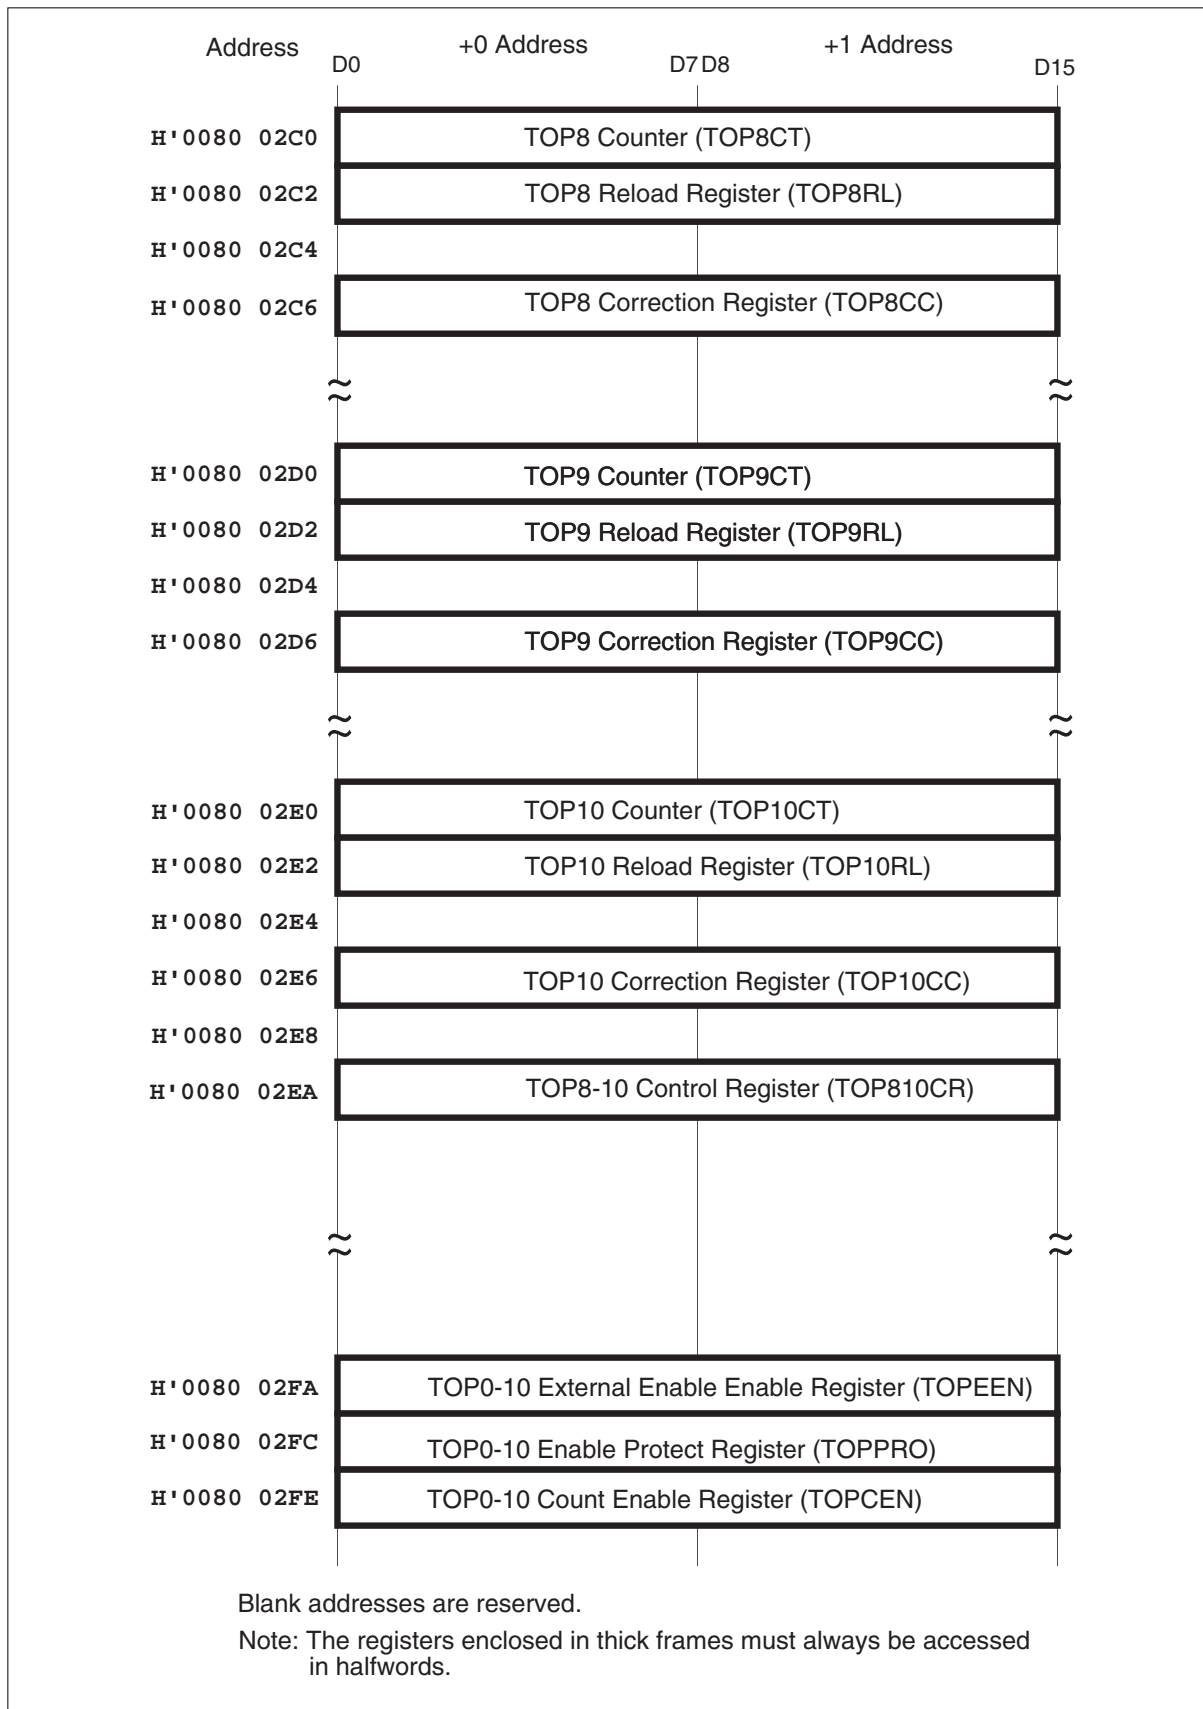 Address +0 Address +1 Address
D0 D7 D8 D15
H'0080 02C0 TOP8 Counter (TOP8CT)
H'0080 02C2 TOP8 Reload Register (TOP8RL)
H'0080 02C4
H'0080 02C6 TOP8 Correction Register (TOP8CC)
H'0080 02D0 TOP9 Counter (TOP9CT)
H'0080 02D2 TOP9 Reload Register (TOP9RL)
H'0080 02D4
H'0080 02D6 TOP9 Correction Register (TOP9CC)
H'0080 02E0 TOP10 Counter (TOP10CT)
H'0080 02E2 TOP10 Reload Register (TOP10RL)
H'0080 02E4
H'0080 02E6 TOP10 Correction Register (TOP10CC)
H'0080 02E8
H'0080 02EA TOP8-10 Control Register (TOP810CR)
H'0080 02FA TOP0-10 External Enable Enable Register (TOPEEN)
H'0080 02FC TOP0-10 Enable Protect Register (TOPPRO)
H'0080 02FE TOP0-10 Count Enable Register (TOPCEN)
Blank addresses are reserved.
Note: The registers enclosed in thick frames must always be accessed
in halfwords.